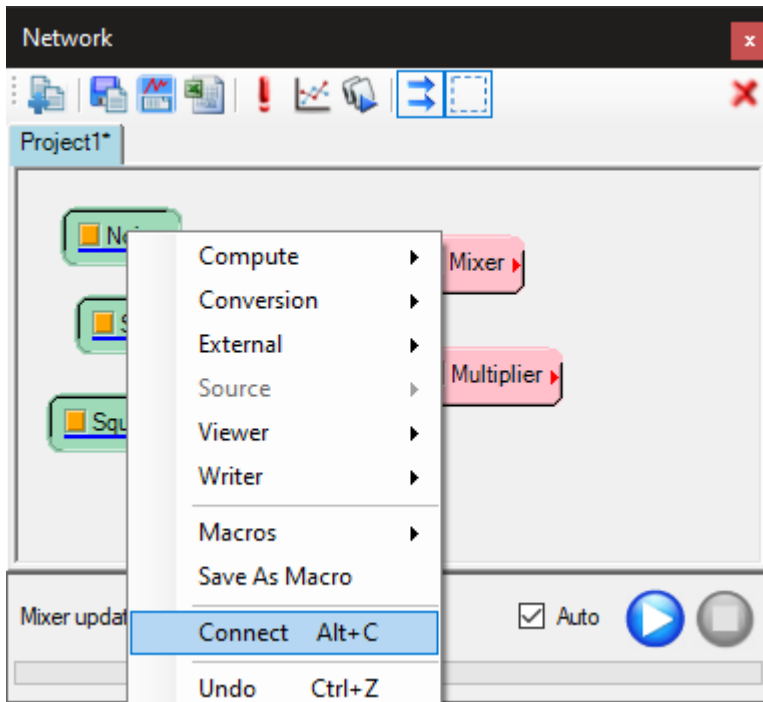 Network
Project1*
Compute
Mixer
Conversion
External
Source
Multiplier
Viewer
Writer
Macros
Save As Macro
Auto
Connect Alt+C
Undo Ctrl+Z